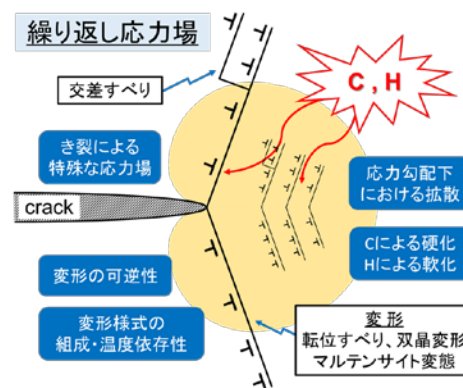 繰り返し応力場
交差すべり
C , H
き裂による
特殊な応力場
応力勾配下
における拡散
crack
Cによる硬化
Hによる軟化
変形の可逆性
変形様式の
組成・温度依存性
変形
転位すべり、双晶変形
マルテンサイト変態